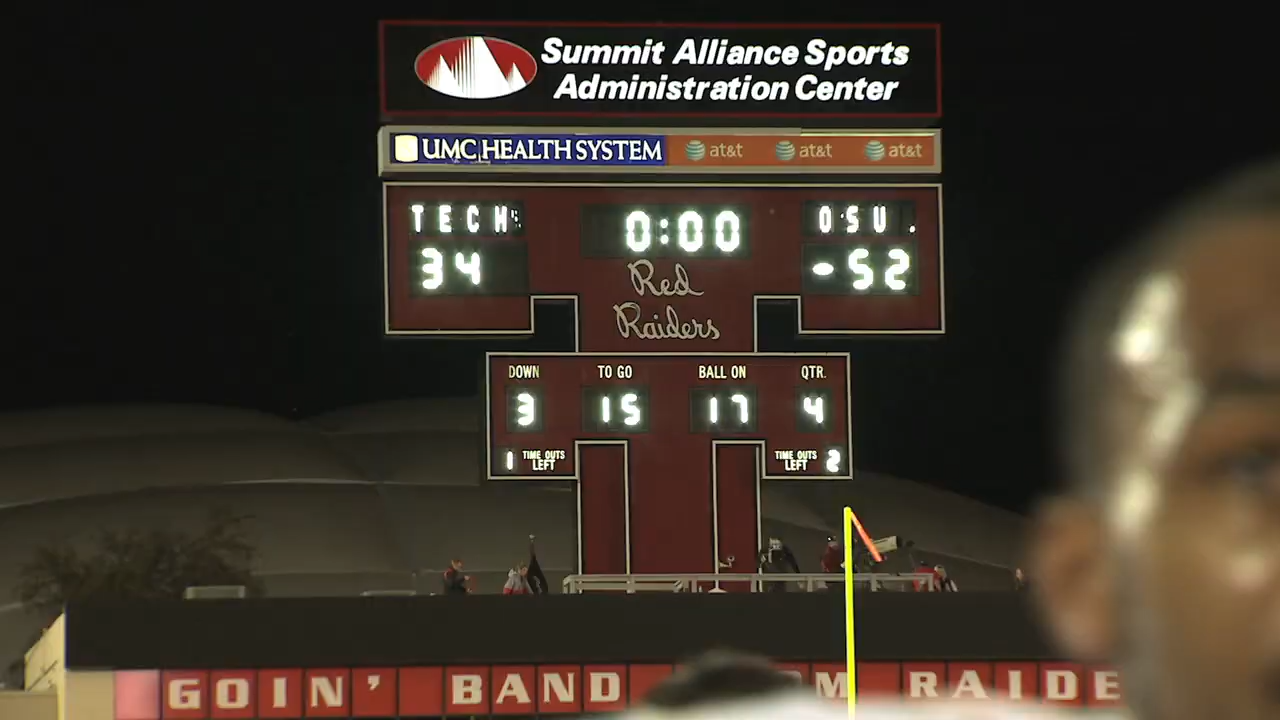 Summit Alliance Sports
Administration Center
UMC HEALTH SYSTEM at&t at&t at&t
TECH 0:00 OSU
34 -52
Red
Raiders
DOWN TO GO BALL ON QTR.
3 15 17 4
1 TIME OUTS LEFT TIME OUTS LEFT 2
GOIN' BAND M RAIDE